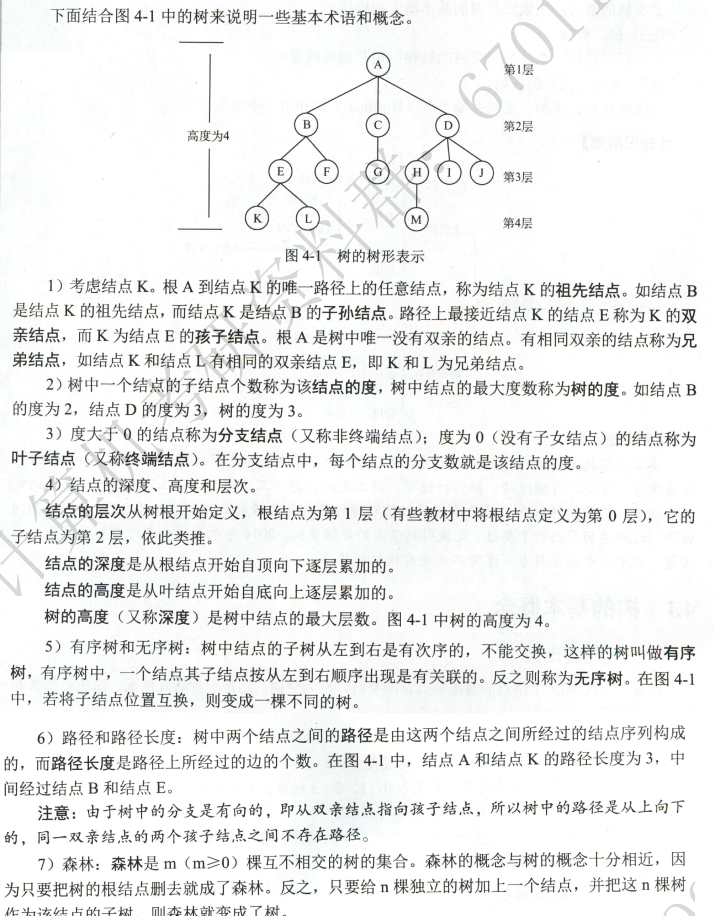 下面结合图 4-1 中的树来说明一些基本术语和概念。
A
第1层
B
C
D
第2层
高度为4
E
F
G
H
I
J
第3层
K
L
M
第4层
图 4-1 树的树形表示
1）考虑结点 K。根 A 到结点 K 的唯一路径上的任意结点，称为结点 K 的祖先结点。如结点 B
是结点 K 的祖先结点，而结点 K 是结点 B 的子孙结点。路径上最接近结点 K 的结点 E 称为 K 的双
亲结点，而 K 为结点 E 的孩子结点。根 A 是树中唯一没有双亲的结点。有相同双亲的结点称为兄
弟结点，如结点 K 和结点 L 有相同的双亲结点 E，即 K 和 L 为兄弟结点。
2）树中一个结点的子结点个数称为该结点的度，树中结点的最大度数称为树的度。如结点 B
的度为 2，结点 D 的度为 3，树的度为 3。
3）度大于 0 的结点称为分支结点（又称非终端结点）；度为 0（没有子女结点）的结点称为
叶子结点（又称终端结点）。在分支结点中，每个结点的分支数就是该结点的度。
4）结点的深度、高度和层次。
结点的层次从树根开始定义，根结点为第 1 层（有些教材中将根结点定义为第 0 层），它的
子结点为第 2 层，依此类推。
结点的深度是从根结点开始自顶向下逐层累加的。
结点的高度是从叶结点开始自底向上逐层累加的。
树的高度（又称深度）是树中结点的最大层数。图 4-1 中树的高度为 4。
5）有序树和无序树：树中结点的子树从左到右是有次序的，不能交换，这样的树叫做有序
树，有序树中，一个结点其子结点按从左到右顺序出现是有关联的。反之则称为无序树。在图 4-1
中，若将子结点位置互换，则变成一棵不同的树。
6）路径和路径长度：树中两个结点之间的路径是由这两个结点之间所经过的结点序列构成
的，而路径长度是路径上所经过的边的个数。在图 4-1 中，结点 A 和结点 K 的路径长度为 3，中
间经过结点 B 和结点 E。
注意：由于树中的分支是有向的，即从双亲结点指向孩子结点，所以树中的路径是从上向下
的，同一双亲结点的两个孩子结点之间不存在路径。
7）森林：森林是 m（m≥0）棵互不相交的树的集合。森林的概念与树的概念十分相近，因
为只要把树的根结点删去就成了森林。反之，只要给 n 棵独立的树加上一个结点，并把这 n 棵树
作为该结点的子树，则森林就变成了树。
计算机考研资料群：6701